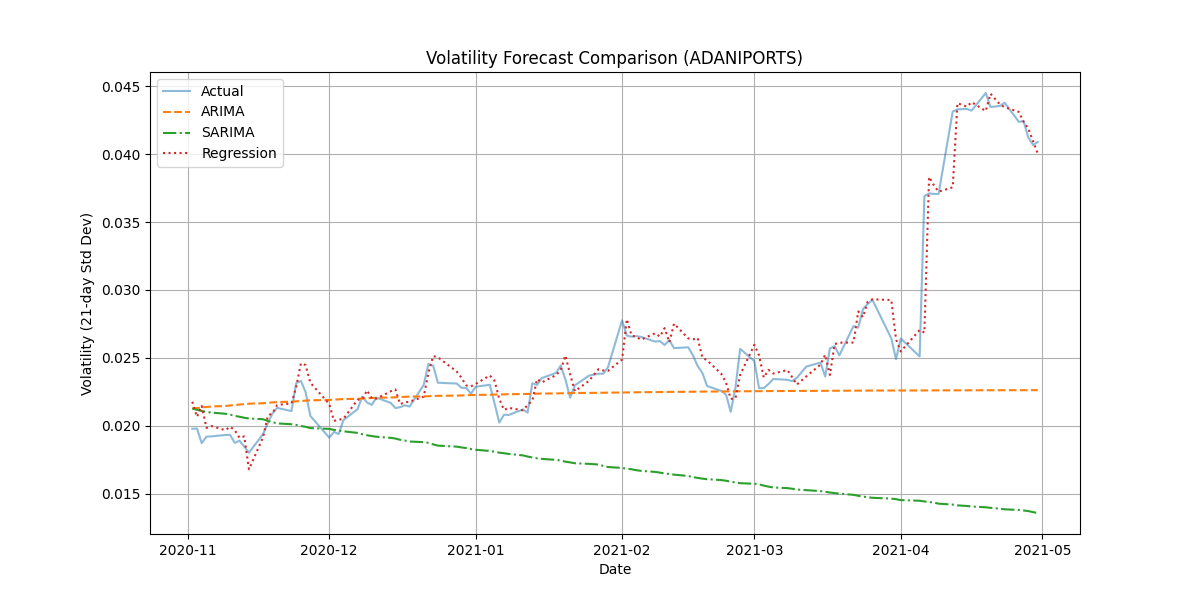 Volatility Forecast Comparison (ADANIPORTS)
Actual
ARIMA
SARIMA
Regression
Volatility (21-day Std Dev)
0.045
0.040
0.035
0.030
0.025
0.020
0.015
2020-11
2020-12
2021-01
2021-02
2021-03
2021-04
2021-05
Date